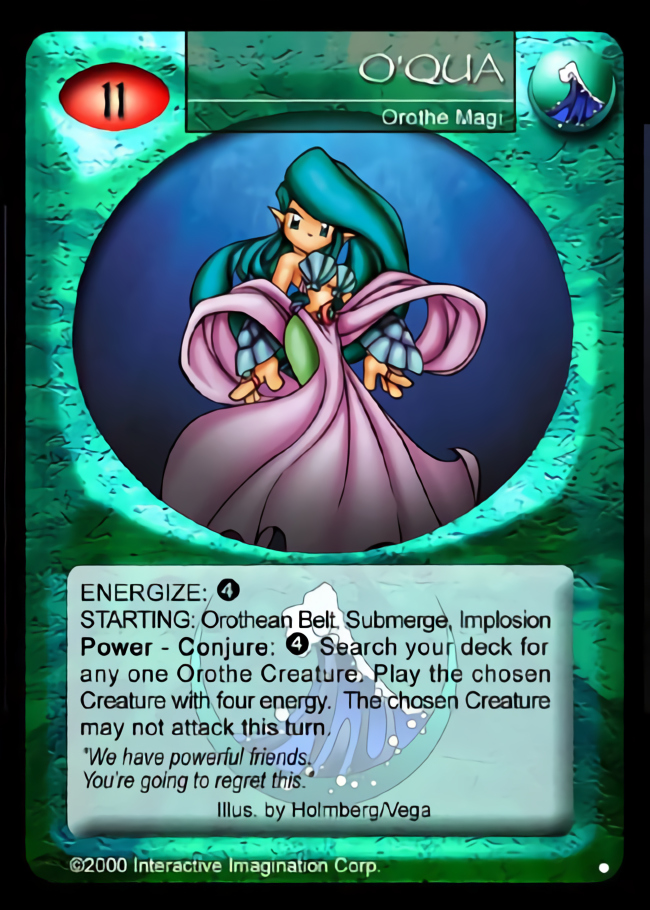 11
O'QUA
Orothe Magi
ENERGIZE: 4
STARTING: Orothean Belt, Submerge, Implosion
Power - Conjure: 4 Search your deck for
any one Orothe Creature. Play the chosen
Creature with four energy. The chosen Creature
may not attack this turn.
"We have powerful friends.
You're going to regret this."
Illus. by Holmberg/Vega
©2000 Interactive Imagination Corp.